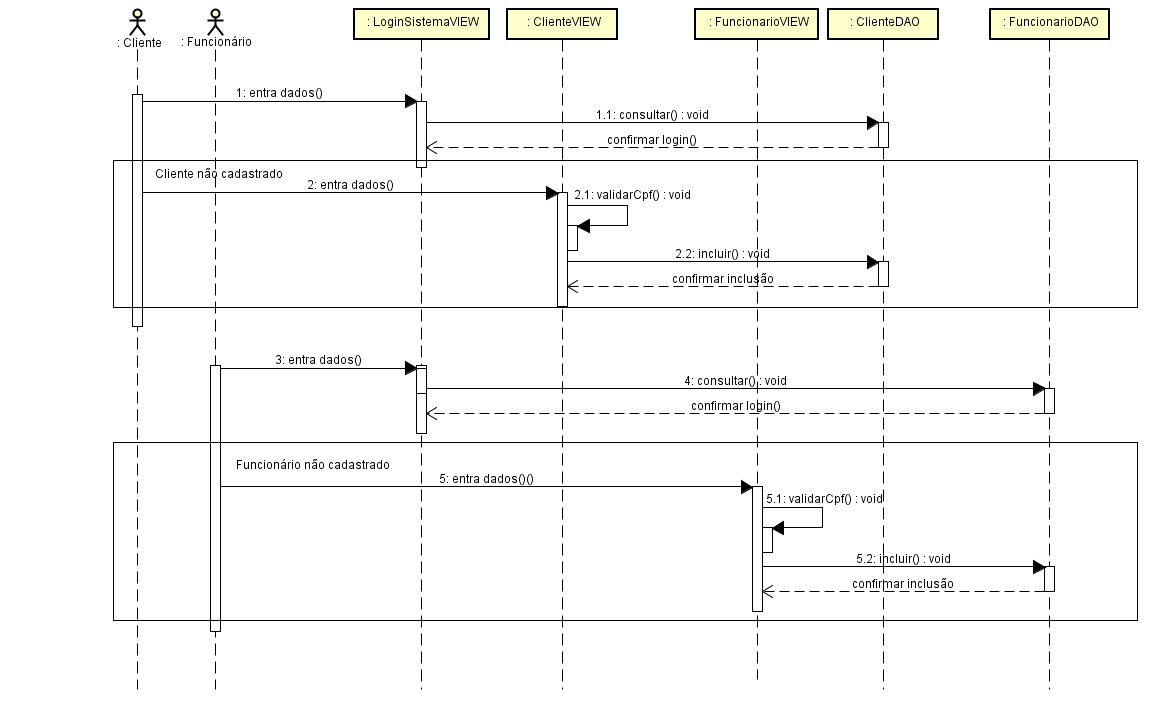 : Cliente
: Funcionário
: LoginSistemaVIEW
: ClienteVIEW
: FuncionarioVIEW
: ClienteDAO
: FuncionarioDAO
1: entra dados()
1.1: consultar() : void
confirmar login()
Cliente não cadastrado
2: entra dados()
2.1: validarCpf() : void
2.2: incluir() : void
confirmar inclusão
3: entra dados()
4: consultar() : void
confirmar login()
Funcionário não cadastrado
5: entra dados()()
5.1: validarCpf() : void
5.2: incluir() : void
confirmar inclusão